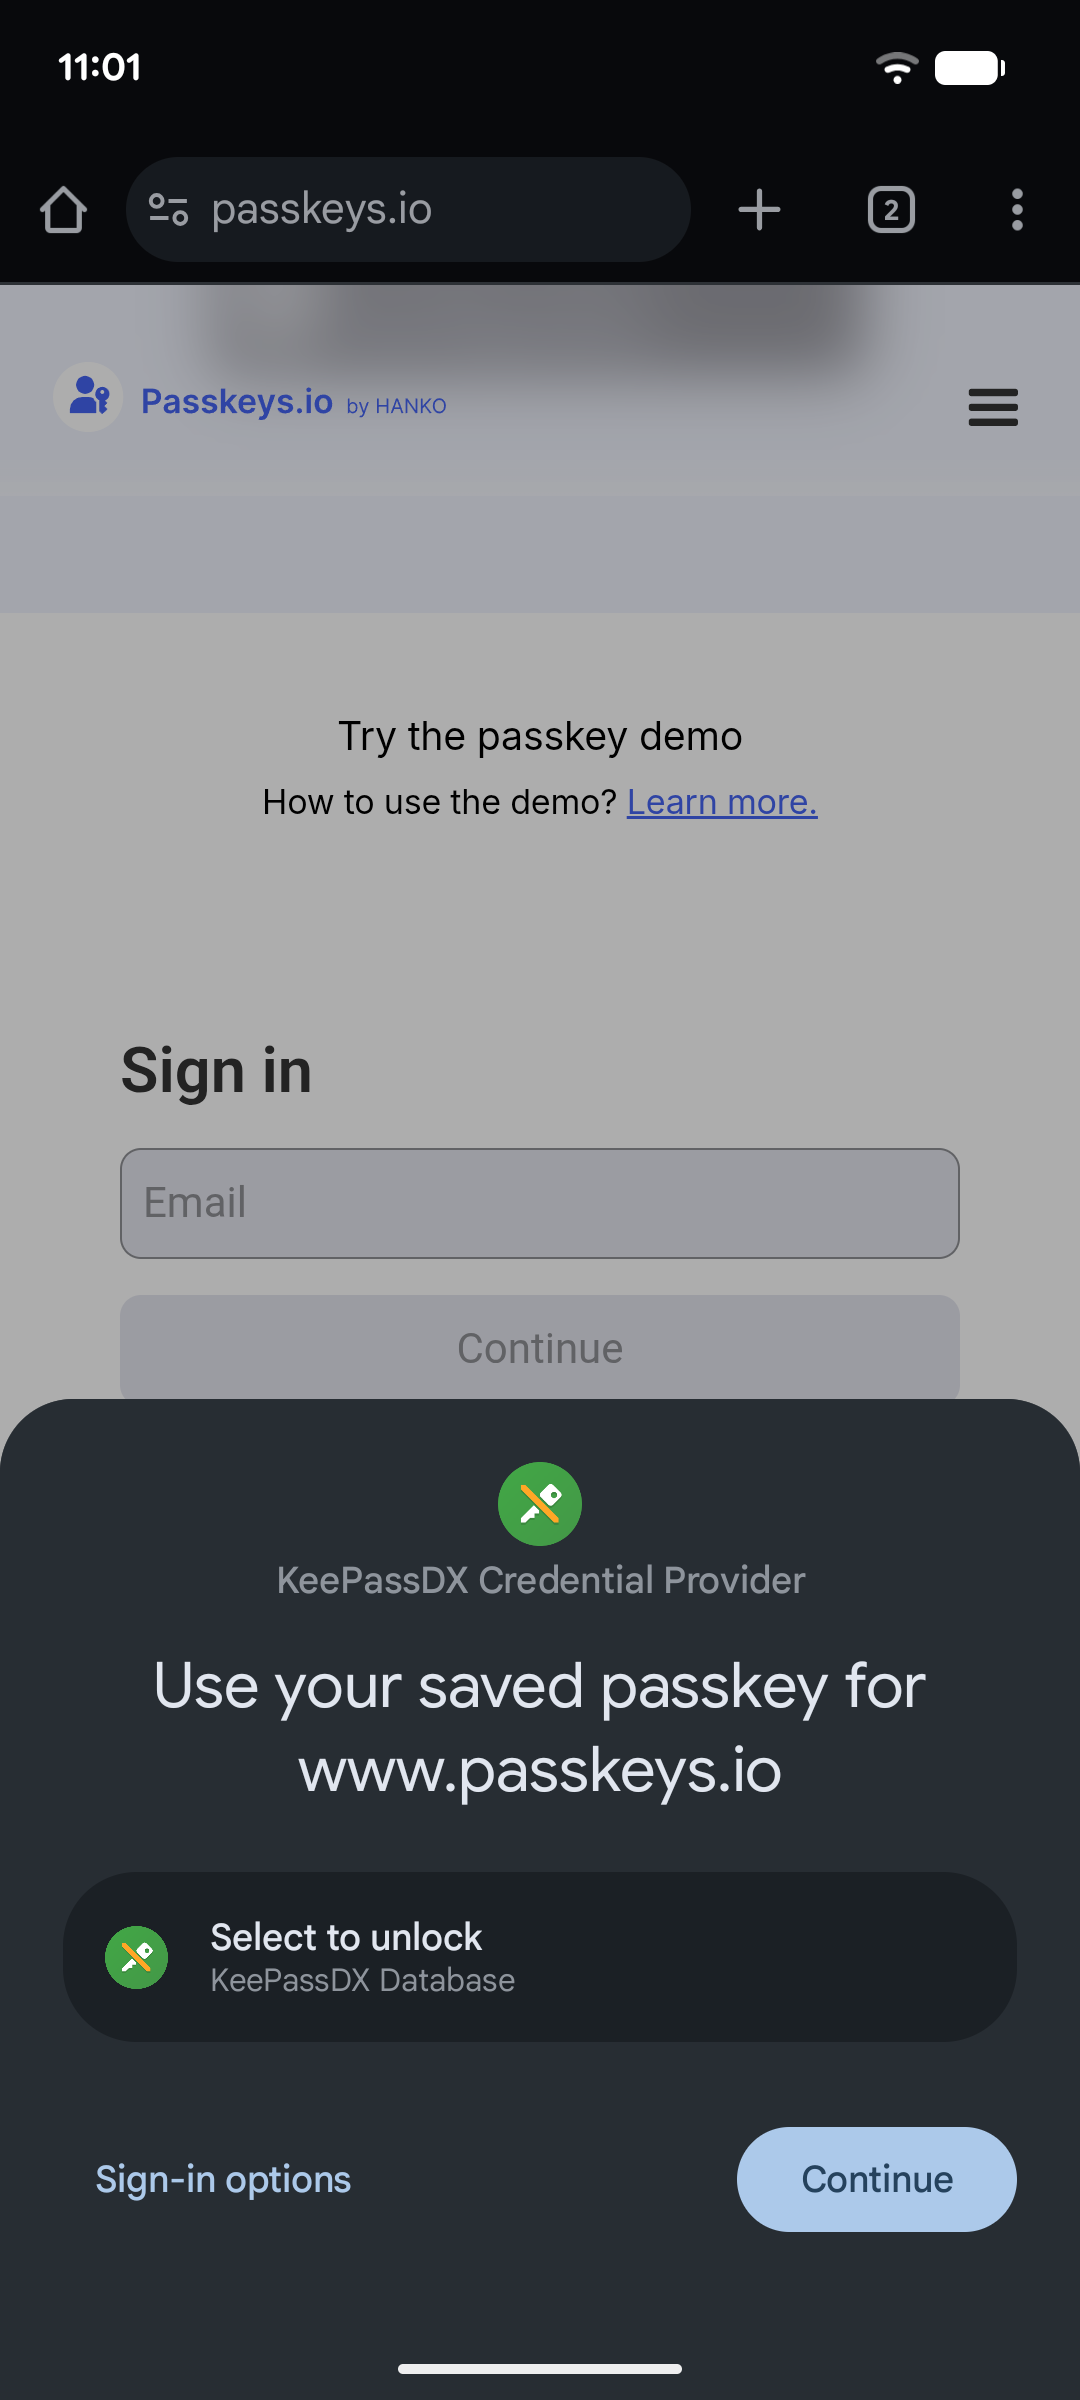 11:01
passkeys.io
2
Passkeys.io by HANKO
Try the passkey demo
How to use the demo? Learn more.
Sign in
Email
Continue
KeePassDX Credential Provider
Use your saved passkey for
www.passkeys.io
Select to unlock
KeePassDX Database
Sign-in options
Continue